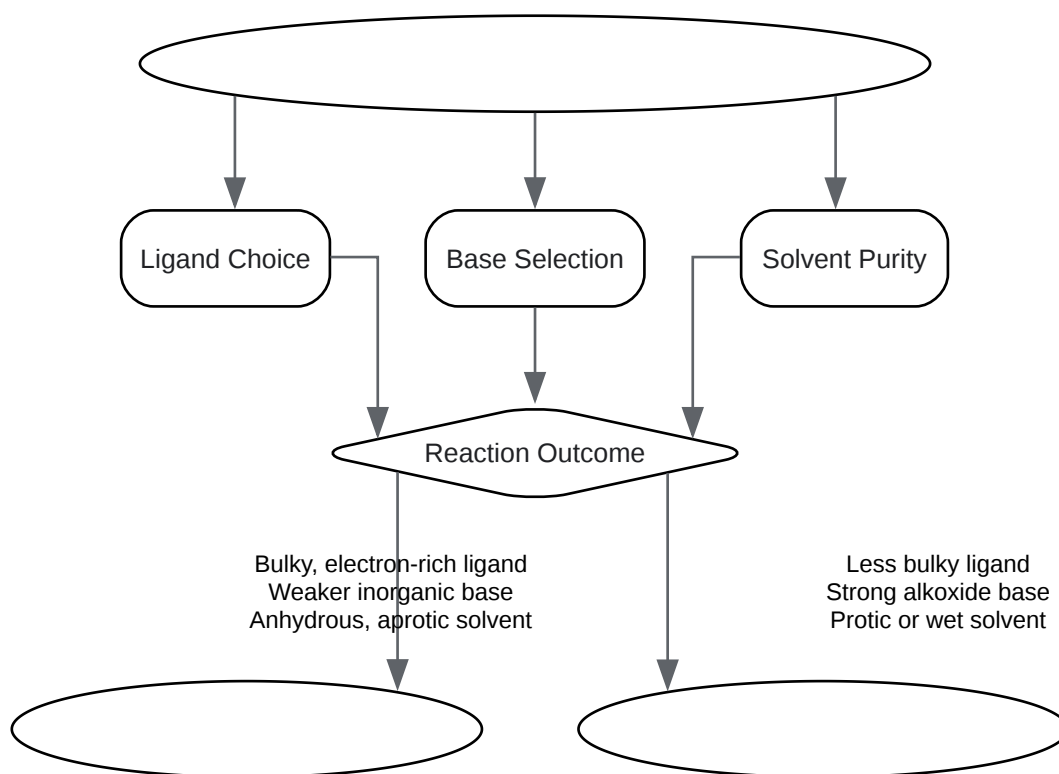 Ligand Choice
Base Selection
Solvent Purity
Reaction Outcome
Bulky, electron-rich ligand
Weaker inorganic base
Anhydrous, aprotic solvent
Less bulky ligand
Strong alkoxide base
Protic or wet solvent